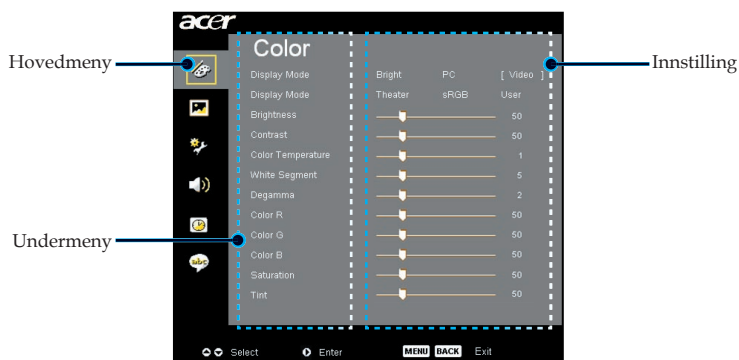 acer
Color
Hovedmeny
Innstilling
Display Mode Bright PC [ Video ]
Display Mode Theater sRGB User
Brightness 50
Contrast 50
Color Temperature 1
White Segment 5
Degamma 2
Color R 50
Color G 50
Undermeny
Color B 50
abc
Saturation 50
Tint 50
Select Enter MENU BACK Exit